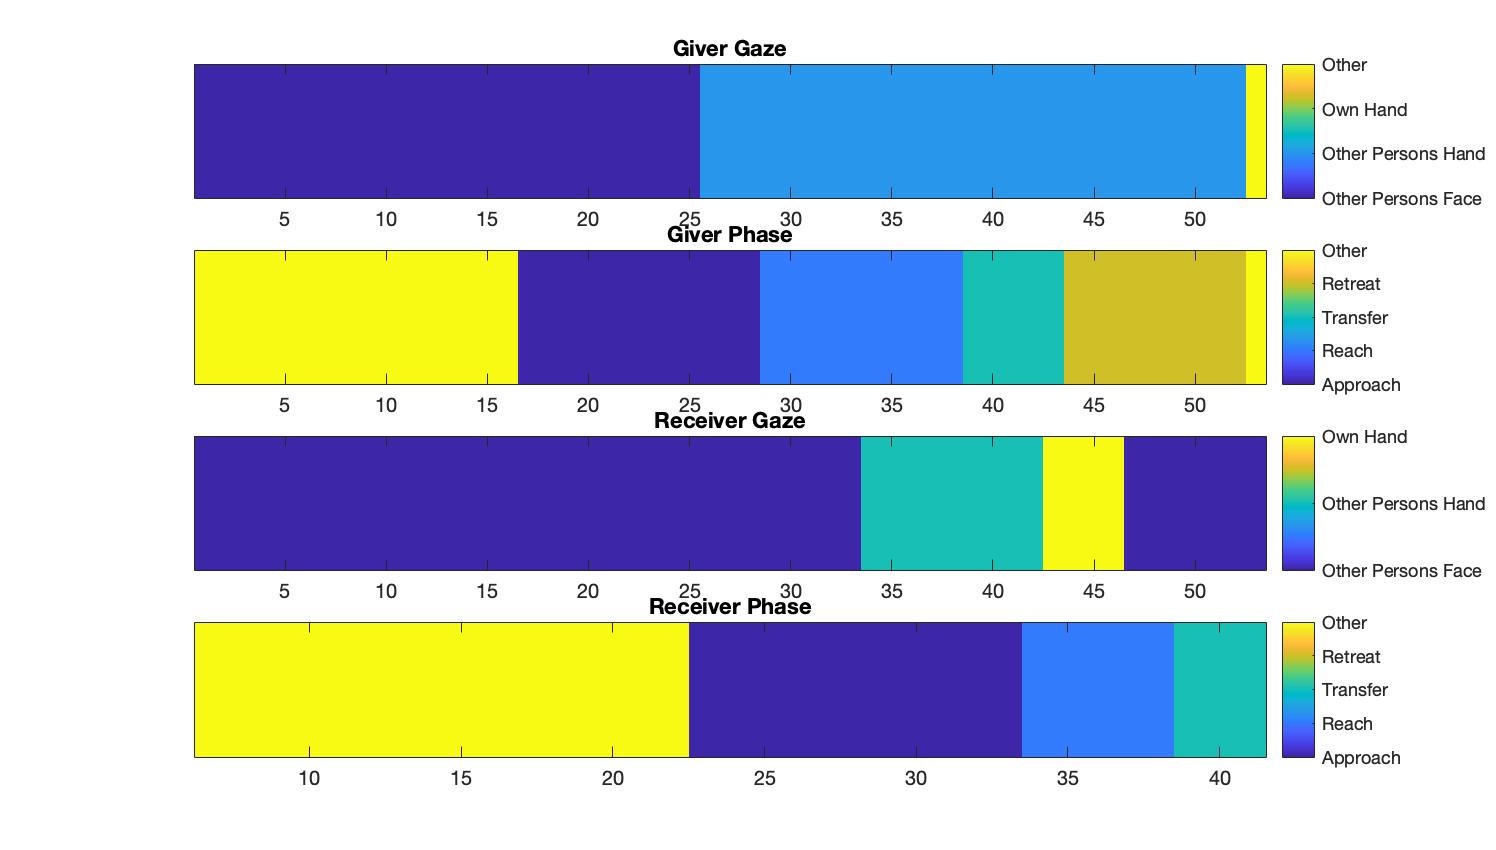 Giver Gaze
Other
Own Hand
Other Persons Hand
Other Persons Face
5 10 15 20 25 30 35 40 45 50
Giver Phase
Other
Retreat
Transfer
Reach
Approach
5 10 15 20 25 30 35 40 45 50
Receiver Gaze
Own Hand
Other Persons Hand
Other Persons Face
5 10 15 20 25 30 35 40 45 50
Receiver Phase
Other
Retreat
Transfer
Reach
Approach
10 15 20 25 30 35 40